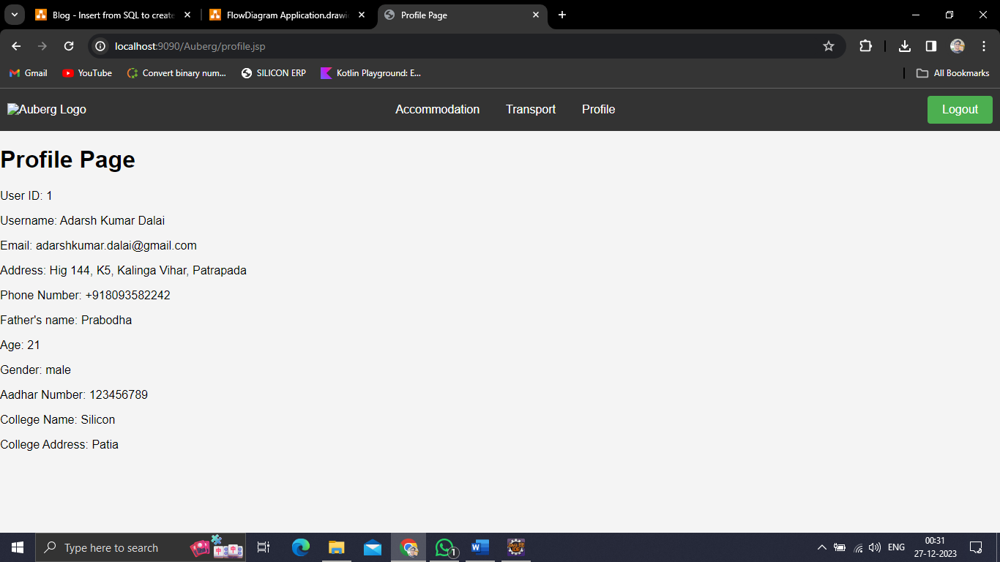 Blog - Insert from SQL to create
FlowDiagram Application.drawio
Profile Page
localhost:9090/Auberg/profile.jsp
Gmail
YouTube
Convert binary num...
SILICON ERP
Kotlin Playground: E...
All Bookmarks
Auberg Logo
Accommodation
Transport
Profile
Logout
Profile Page
User ID: 1
Username: Adarsh Kumar Dalai
Email: adarshkumar.dalai@gmail.com
Address: Hig 144, K5, Kalinga Vihar, Patrapada
Phone Number: +918093582242
Father's name: Prabodha
Age: 21
Gender: male
Aadhar Number: 123456789
College Name: Silicon
College Address: Patia
Type here to search
1
ENG
00:31
27-12-2023